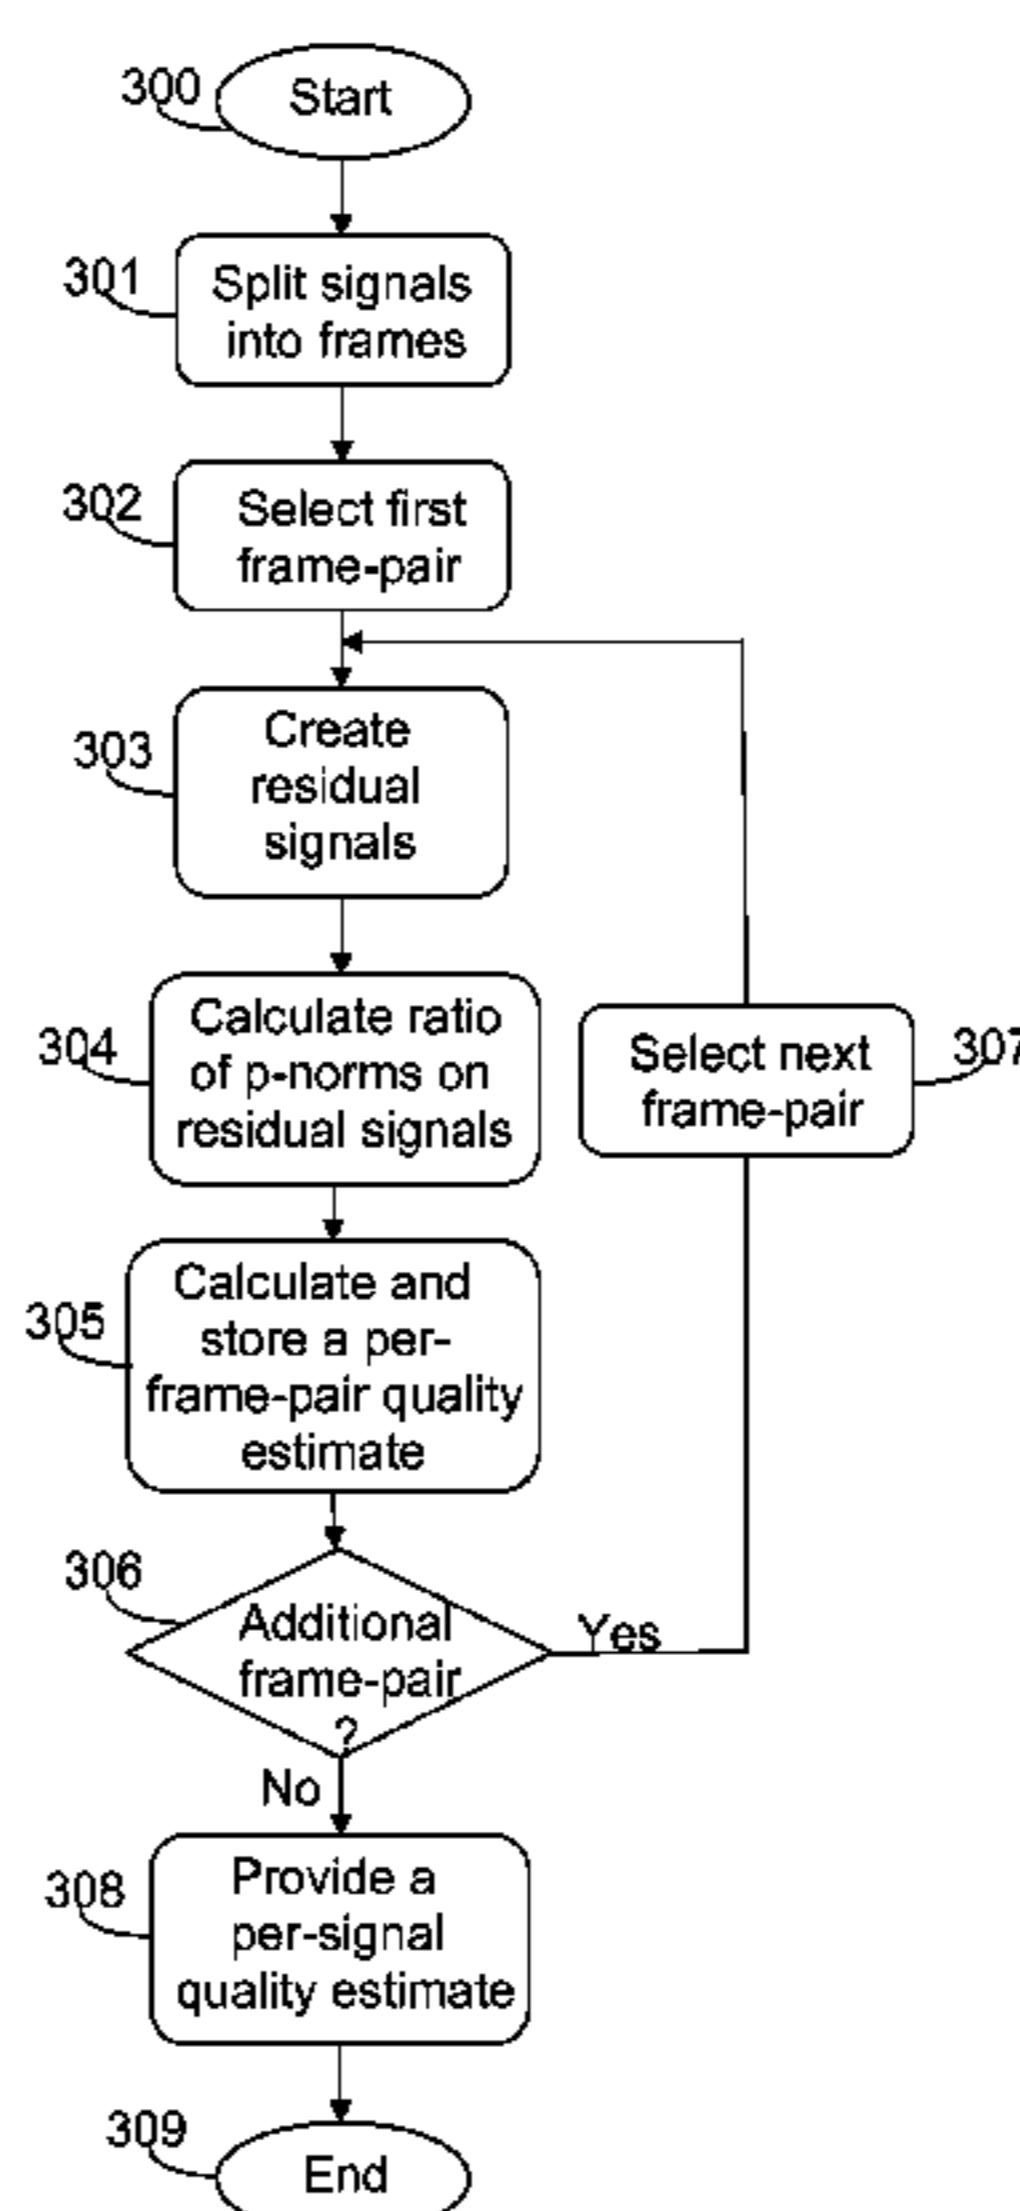 300
Start
301
Split signals
into frames
302
Select first
frame-pair
303
Create
residual
signals
304
Calculate ratio
of p-norms on
residual signals
Select next
frame-pair
307
305
Calculate and
store a per-
frame-pair quality
estimate
306
Additional
frame-pair
?
Yes
No
308
Provide a
per-signal
quality estimate
309
End